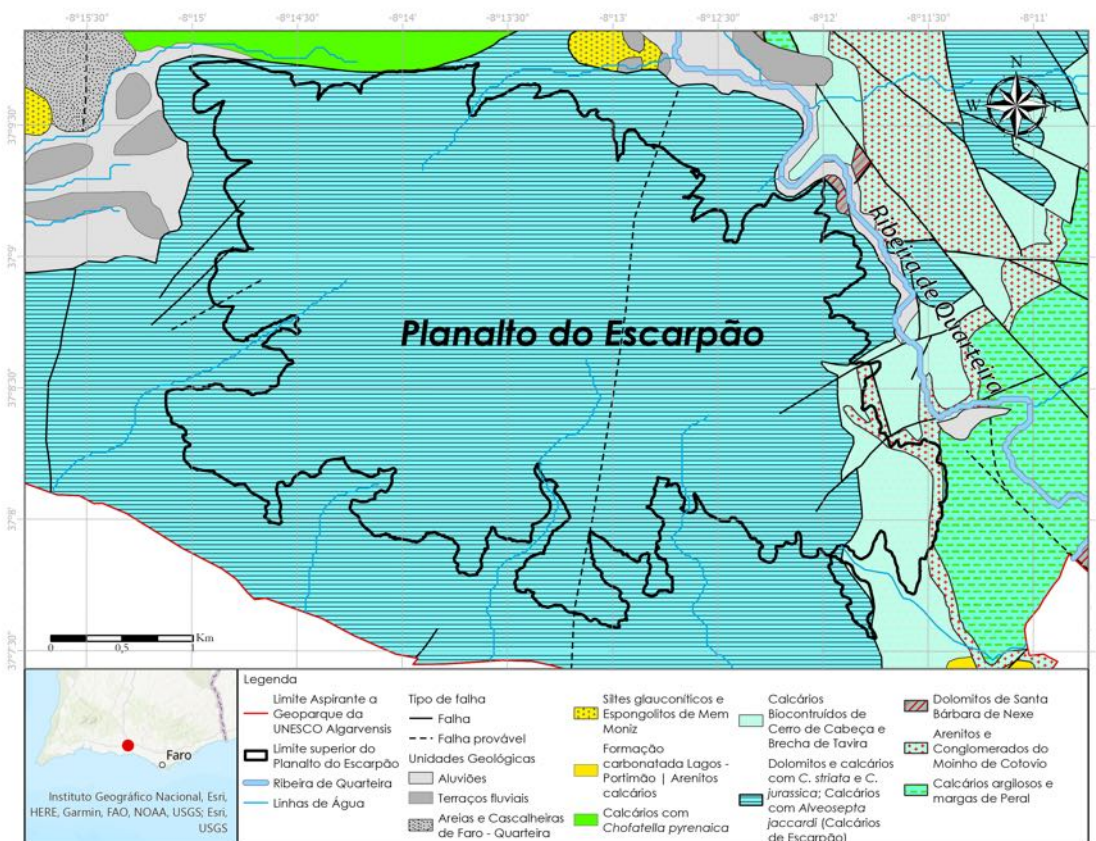 -8°15'30" -8°15' -8°14'30" -8°14' -8°13'30" -8°13' -8°12'30" -8°12' -8°11'30" -8°11'
N
W E
S
37°9'30"
37°9'
37°8'30"
37°8'
37°7'30"
Ribeira de Quarteira
Planalto do Escarpão
0 0,5 1 Km
Faro
Instituto Geográfico Nacional, Esri,
HERE, Garmin, FAO, NOAA, USGS; Esri,
USGS
Legenda
Limite Aspirante a
Geoparque da
UNESCO Algarvensis
Limite superior do
Planalto do Escarpão
Ribeira de Quarteira
Linhas de Água
Tipo de falha
Falha
Falha provável
Unidades Geológicas
Aluviões
Terraços fluviais
Areias e Cascalheiras
de Faro - Quarteira
Siltes glauconíticos e
Espongolitos de Mem
Moniz
Formação
carbonatada Lagos -
Portimão | Arenitos
calcários
Calcários com
Chofatella pyrenaica
Calcários
Biocontruídos de
Cerro de Cabeça e
Brecha de Tavira
Dolomitos e calcários
com C. striata e C.
jurassica; Calcários
com Alveosepta
jaccardi (Calcários
de Escarpão)
Dolomitos de Santa
Bárbara de Nexe
Arenitos e
Conglomerados do
Moinho de Cotovio
Calcários argilosos e
margas de Peral